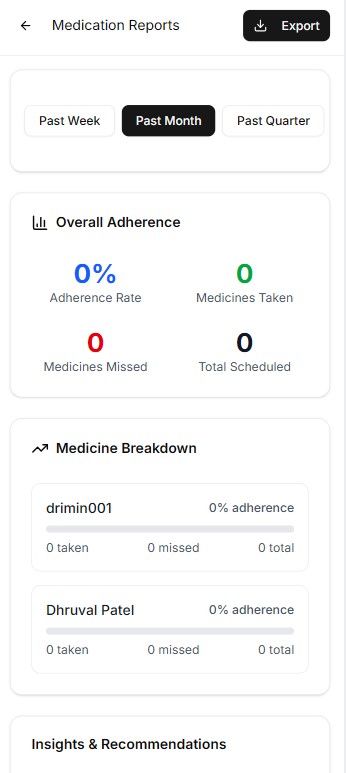 Medication Reports
Export
Past Week Past Month Past Quarter
Overall Adherence
0% 0
Adherence Rate Medicines Taken
0 0
Medicines Missed Total Scheduled
Medicine Breakdown
drimin001 0% adherence
0 taken 0 missed 0 total
Dhruval Patel 0% adherence
0 taken 0 missed 0 total
Insights & Recommendations